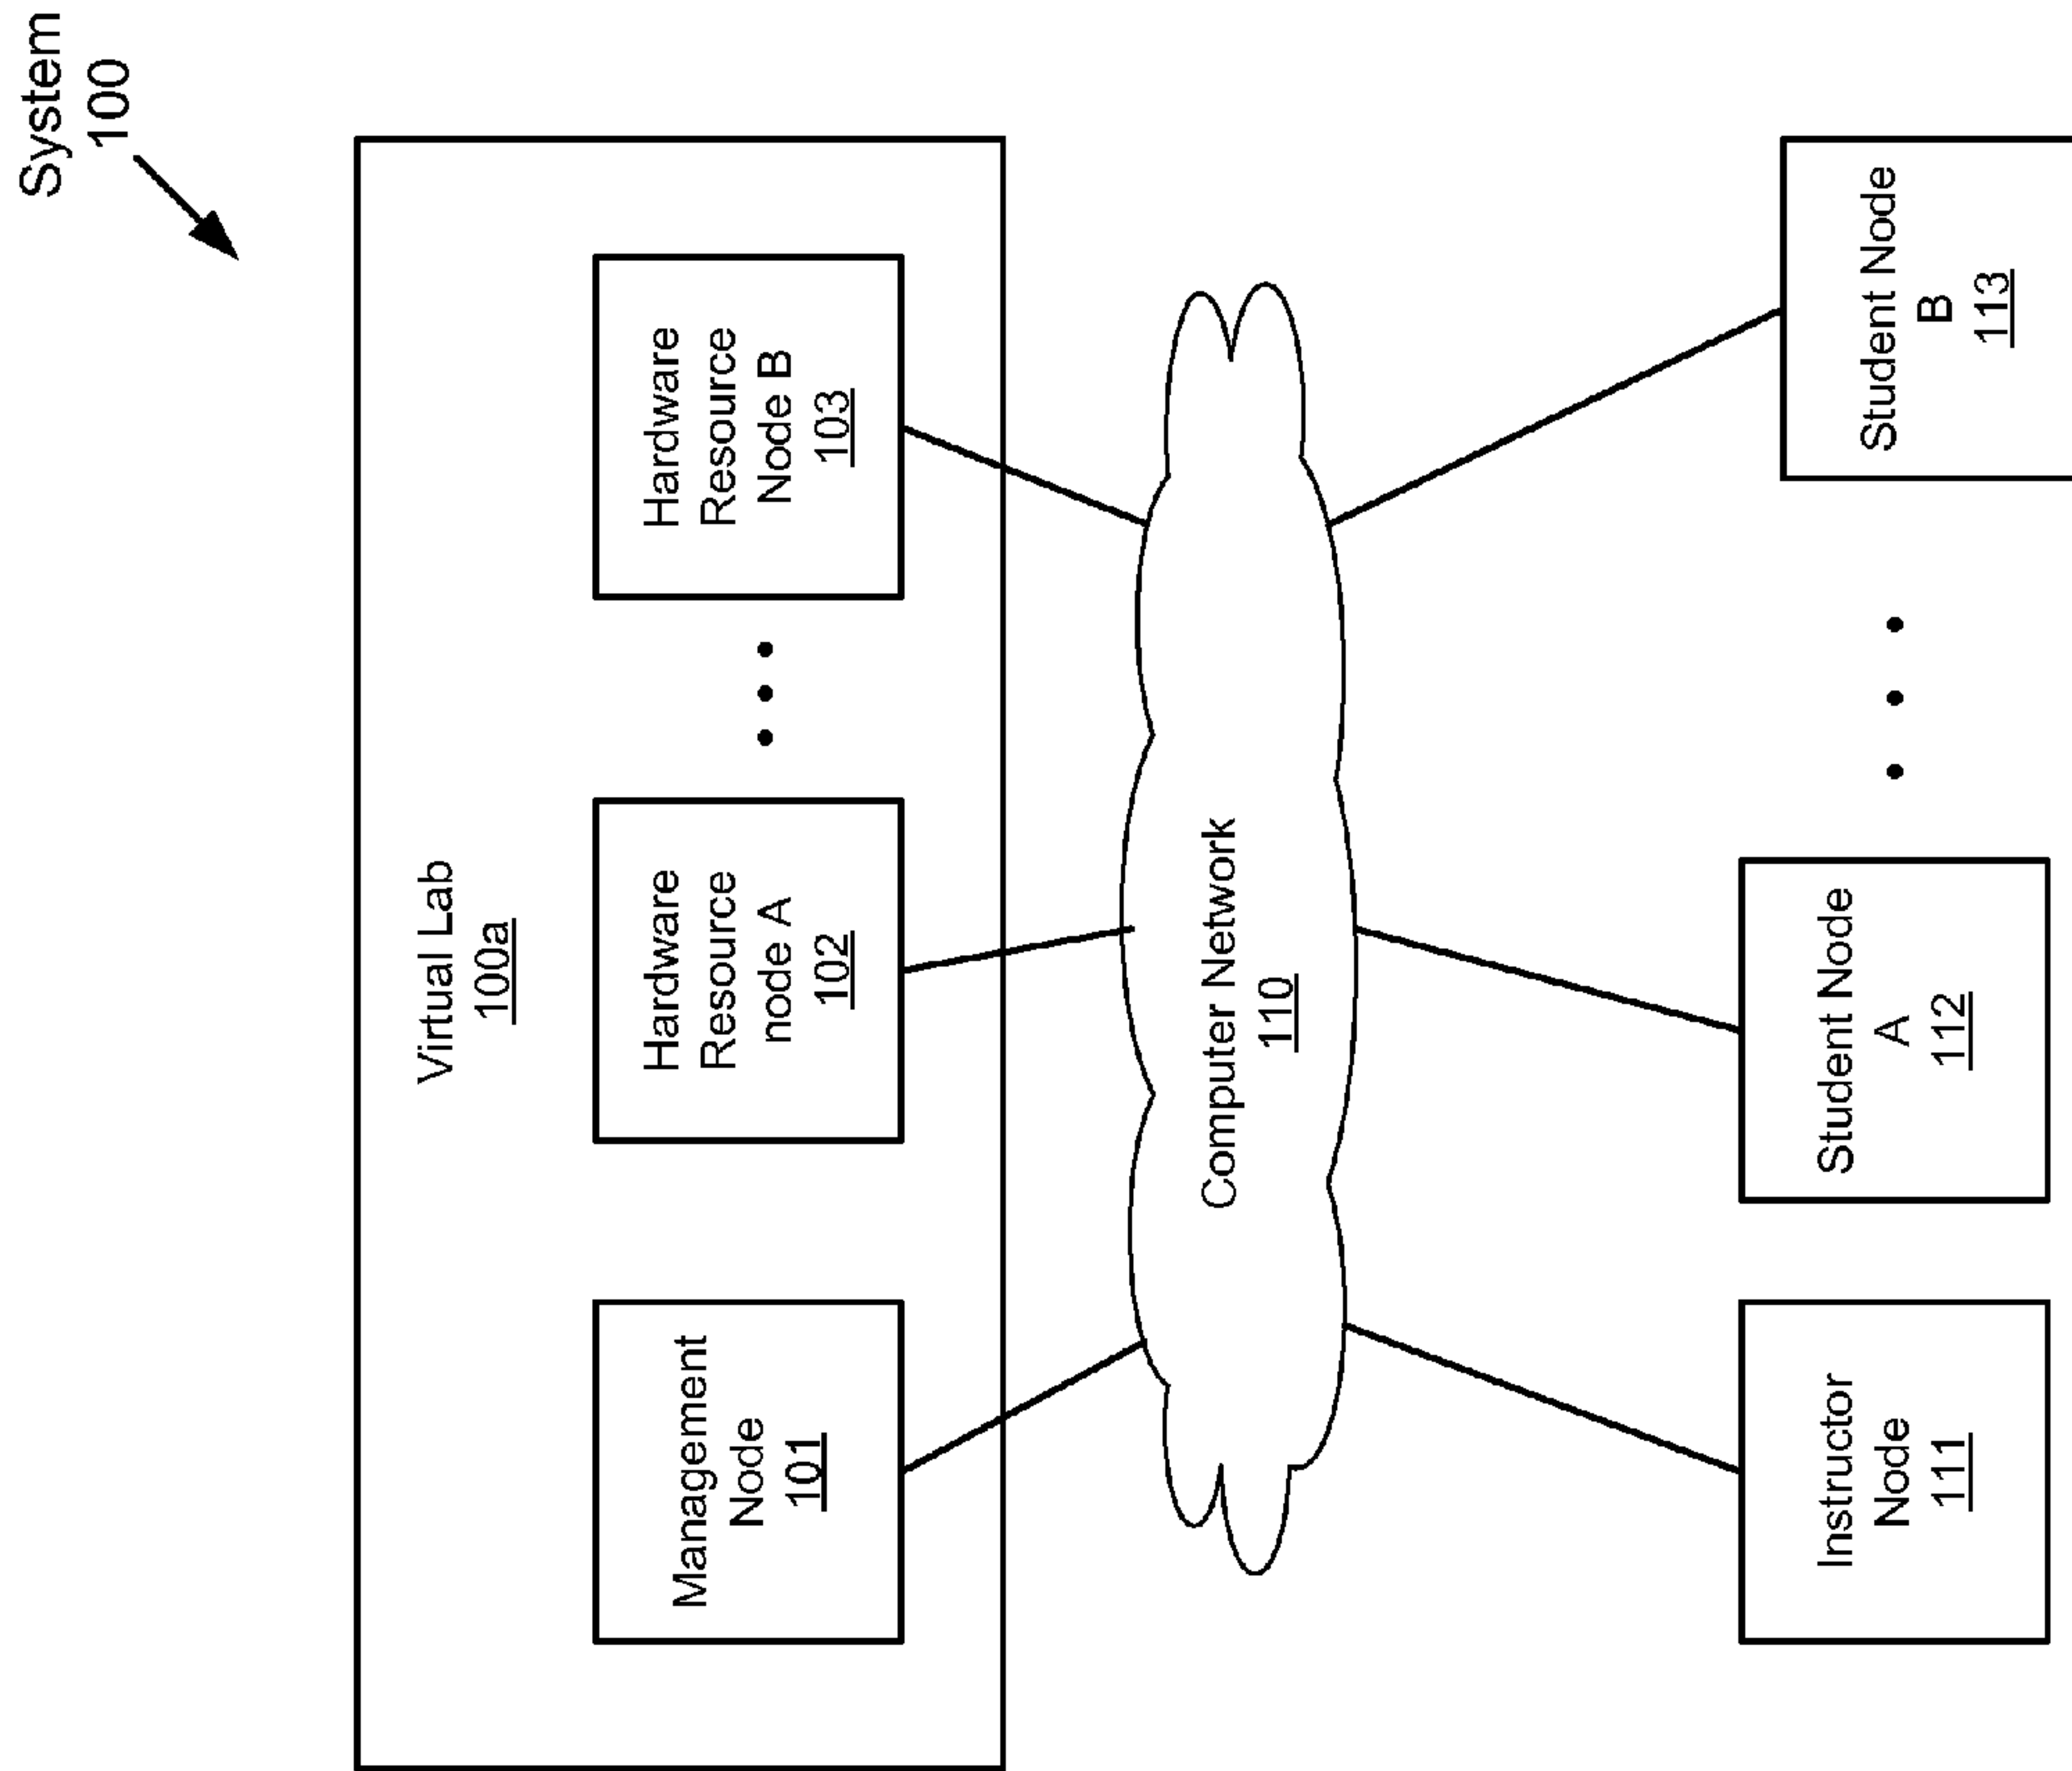 System
100
Virtual Lab
100a
Management
Node
101
Hardware
Resource
node A
102
Hardware
Resource
Node B
103
Computer Network
110
Instructor
Node
111
Student Node
A
112
Student Node
B
113